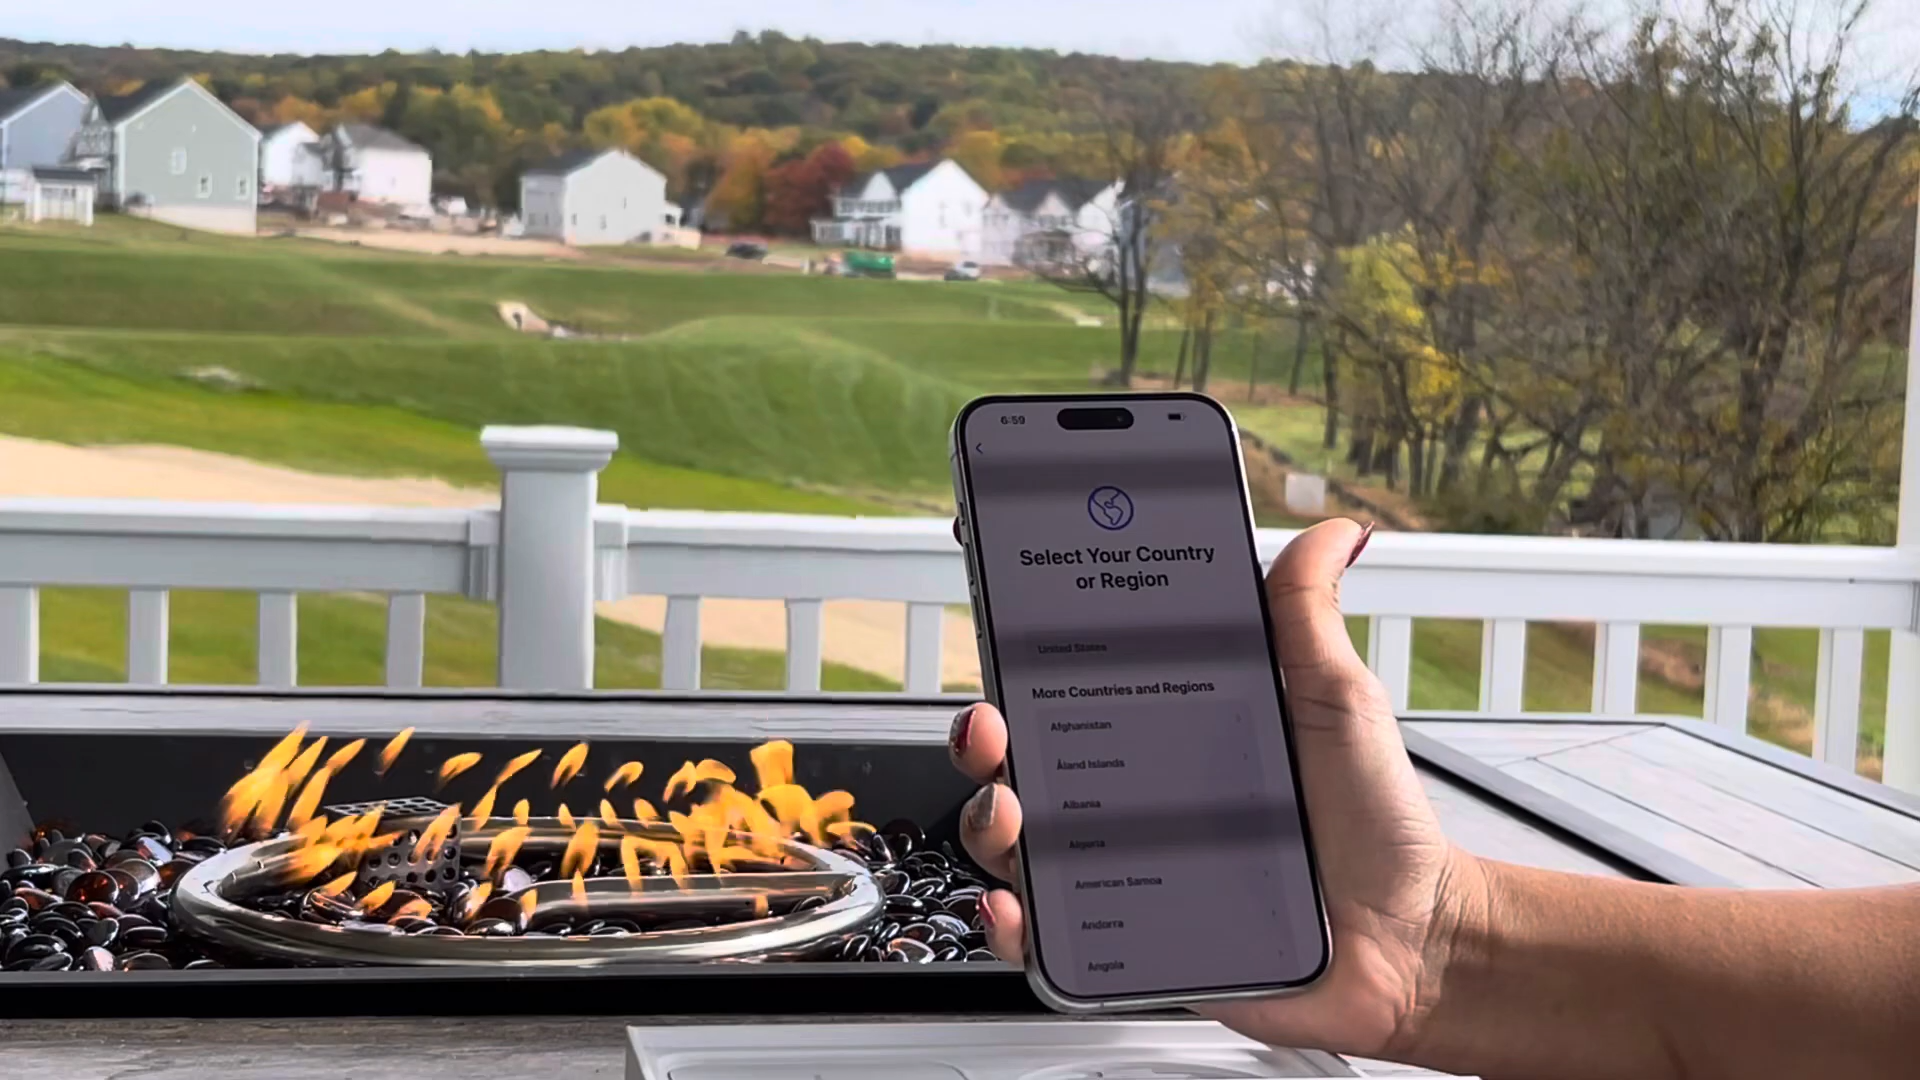 6:59
Select Your Country
or Region
United States
More Countries and Regions
Afghanistan
Åland Islands
Albania
Algeria
American Samoa
Andorra
Angola